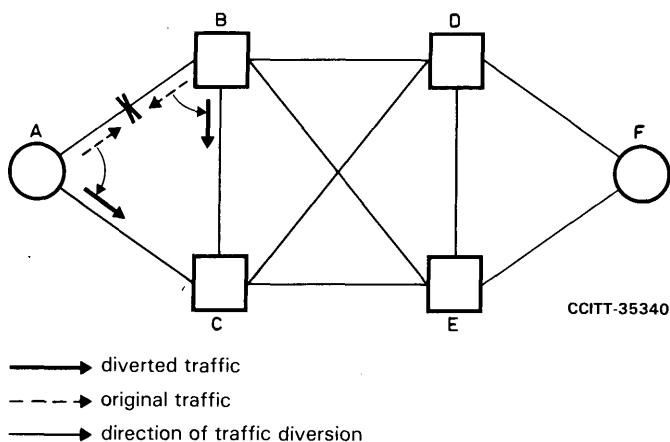 B
D
A
F
C
E
CCITT-35340
diverted traffic
original traffic
direction of traffic diversion